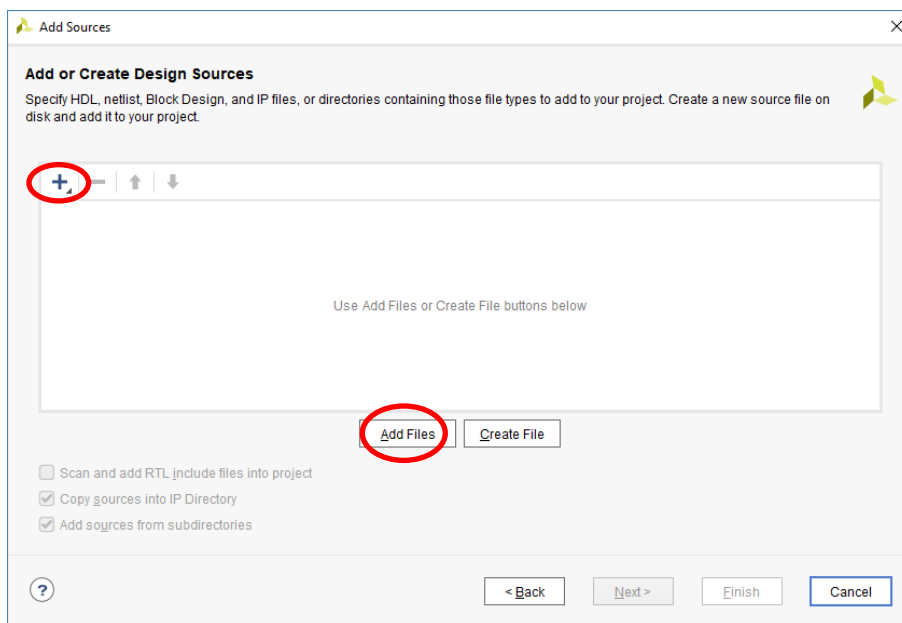 Add Sources
Add or Create Design Sources
Specify HDL, netlist, Block Design, and IP files, or directories containing those file types to add to your project. Create a new source file on
disk and add it to your project.
Use Add Files or Create File buttons below
Add Files Create File
Scan and add RTL include files into project
Copy sources into IP Directory
Add sources from subdirectories
? < Back Next > Finish Cancel